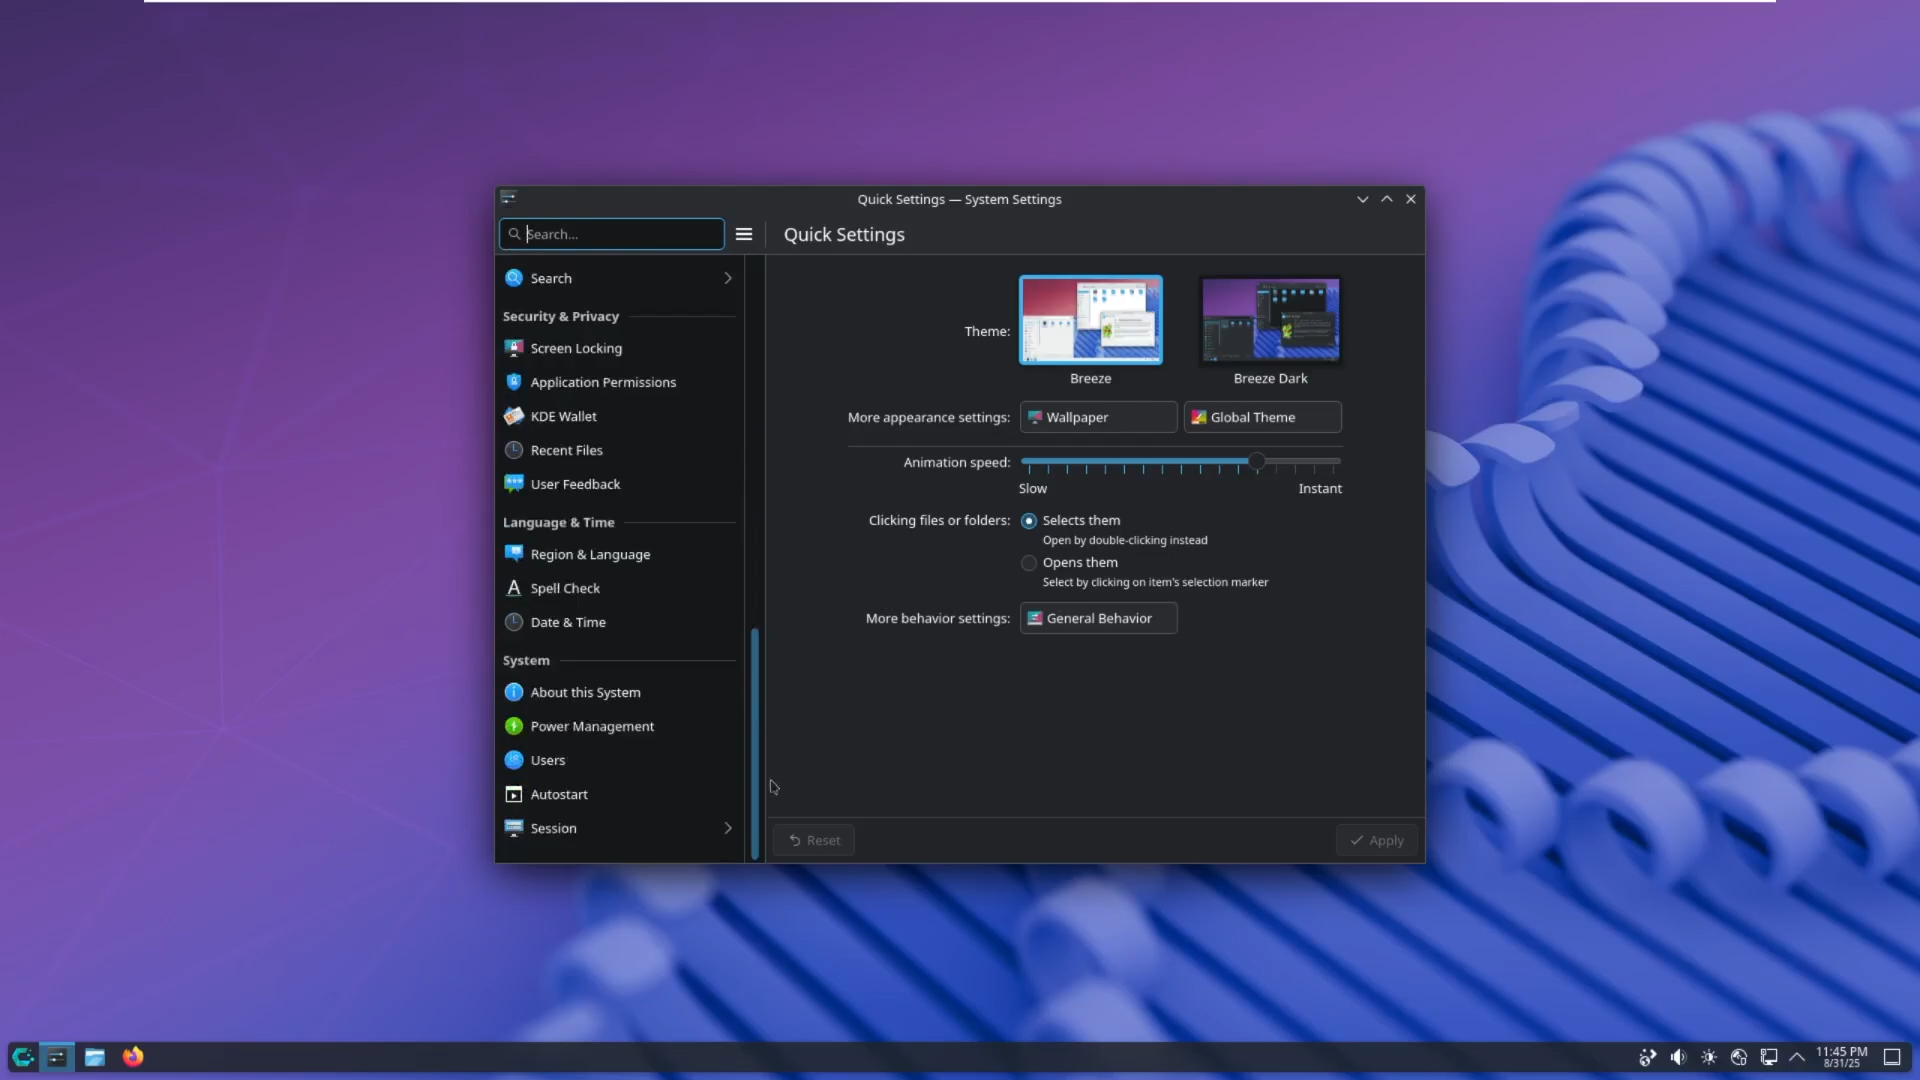 Quick Settings — System Settings
Search...
Quick Settings
Search
Security & Privacy
Screen Locking
Application Permissions
KDE Wallet
Recent Files
User Feedback
Language & Time
Region & Language
Spell Check
Date & Time
System
About this System
Power Management
Users
Autostart
Session
Theme:
Breeze
Breeze Dark
More appearance settings:
Wallpaper
Global Theme
Animation speed:
Slow
Instant
Clicking files or folders:
Selects them
Open by double-clicking instead
Opens them
Select by clicking on item's selection marker
More behavior settings:
General Behavior
Reset
Apply
11:45 PM
8/31/25